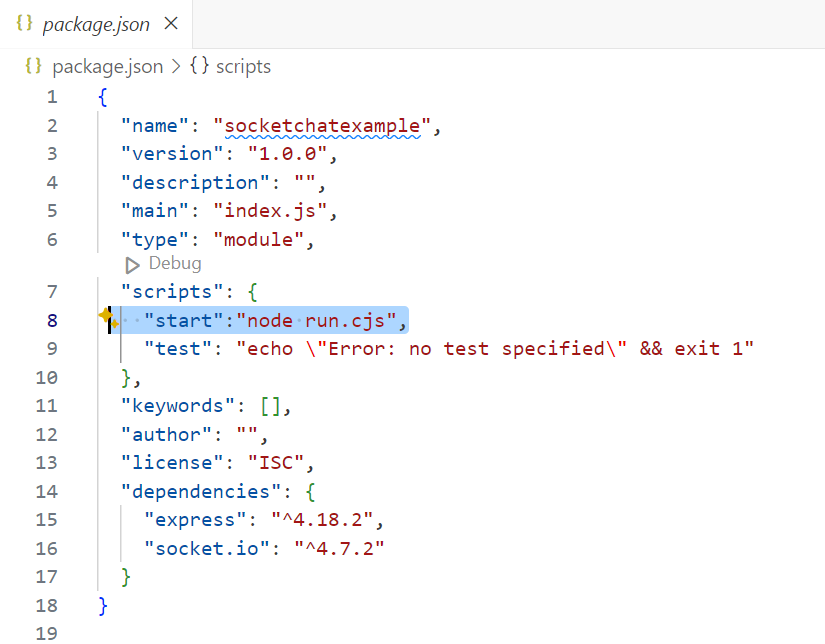 {} package.json ×
{} package.json > {} scripts
1 {
2 "name": "socketchatexample",
3 "version": "1.0.0",
4 "description": "",
5 "main": "index.js",
6 "type": "module",
Debug
7 "scripts": {
8 "start":"node run.cjs",
9 "test": "echo \"Error: no test specified\" && exit 1"
10 },
11 "keywords": [],
12 "author": "",
13 "license": "ISC",
14 "dependencies": {
15 "express": "^4.18.2",
16 "socket.io": "^4.7.2"
17 }
18 }
19